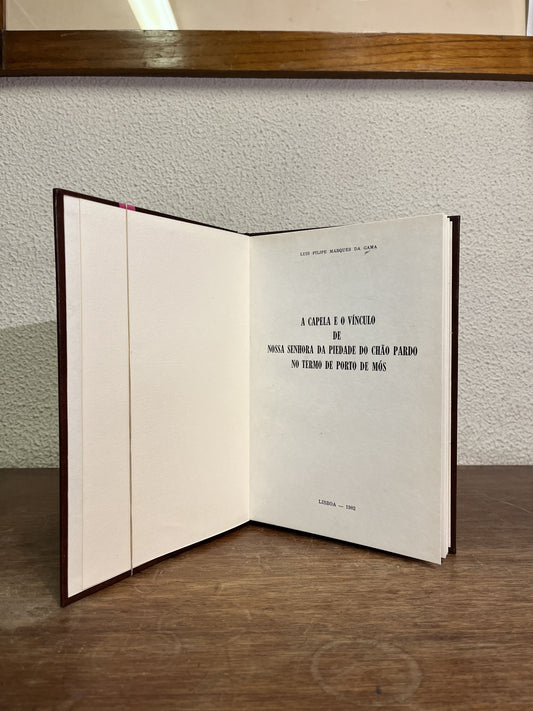 LUIS FILIPE MARQUES DA GAMA
A CAPELA E O VÍNCULO
DE
NOSSA SENHORA DA PIEDADE DO CHÃO PARDO
NO TERMO DE PORTO DE MÓS
LISBOA — 1982